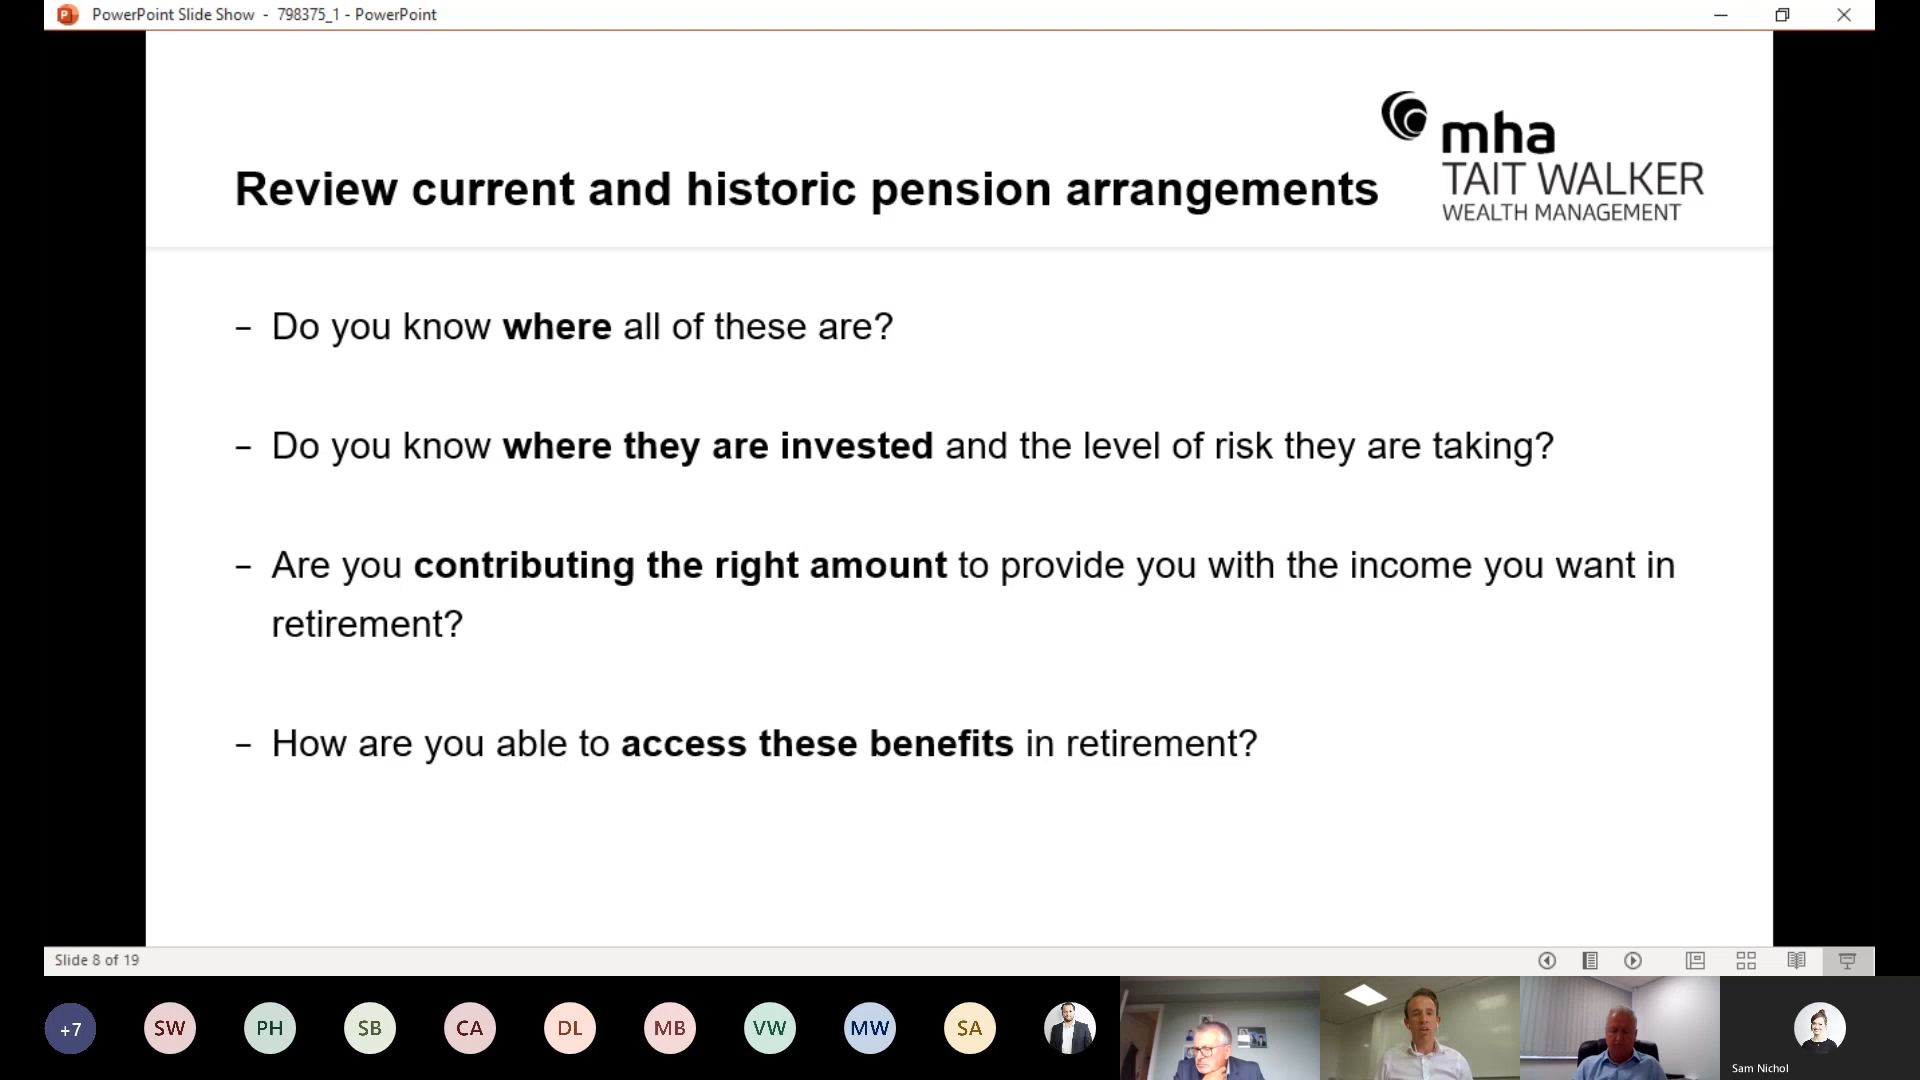 PowerPoint Slide Show - 798375_1 - PowerPoint
mha
TAIT WALKER
WEALTH MANAGEMENT
Review current and historic pension arrangements
– Do you know where all of these are?
– Do you know where they are invested and the level of risk they are taking?
– Are you contributing the right amount to provide you with the income you want in
retirement?
– How are you able to access these benefits in retirement?
Slide 8 of 19
+7 SW PH SB CA DL MB VW MW SA
Sam Nichol